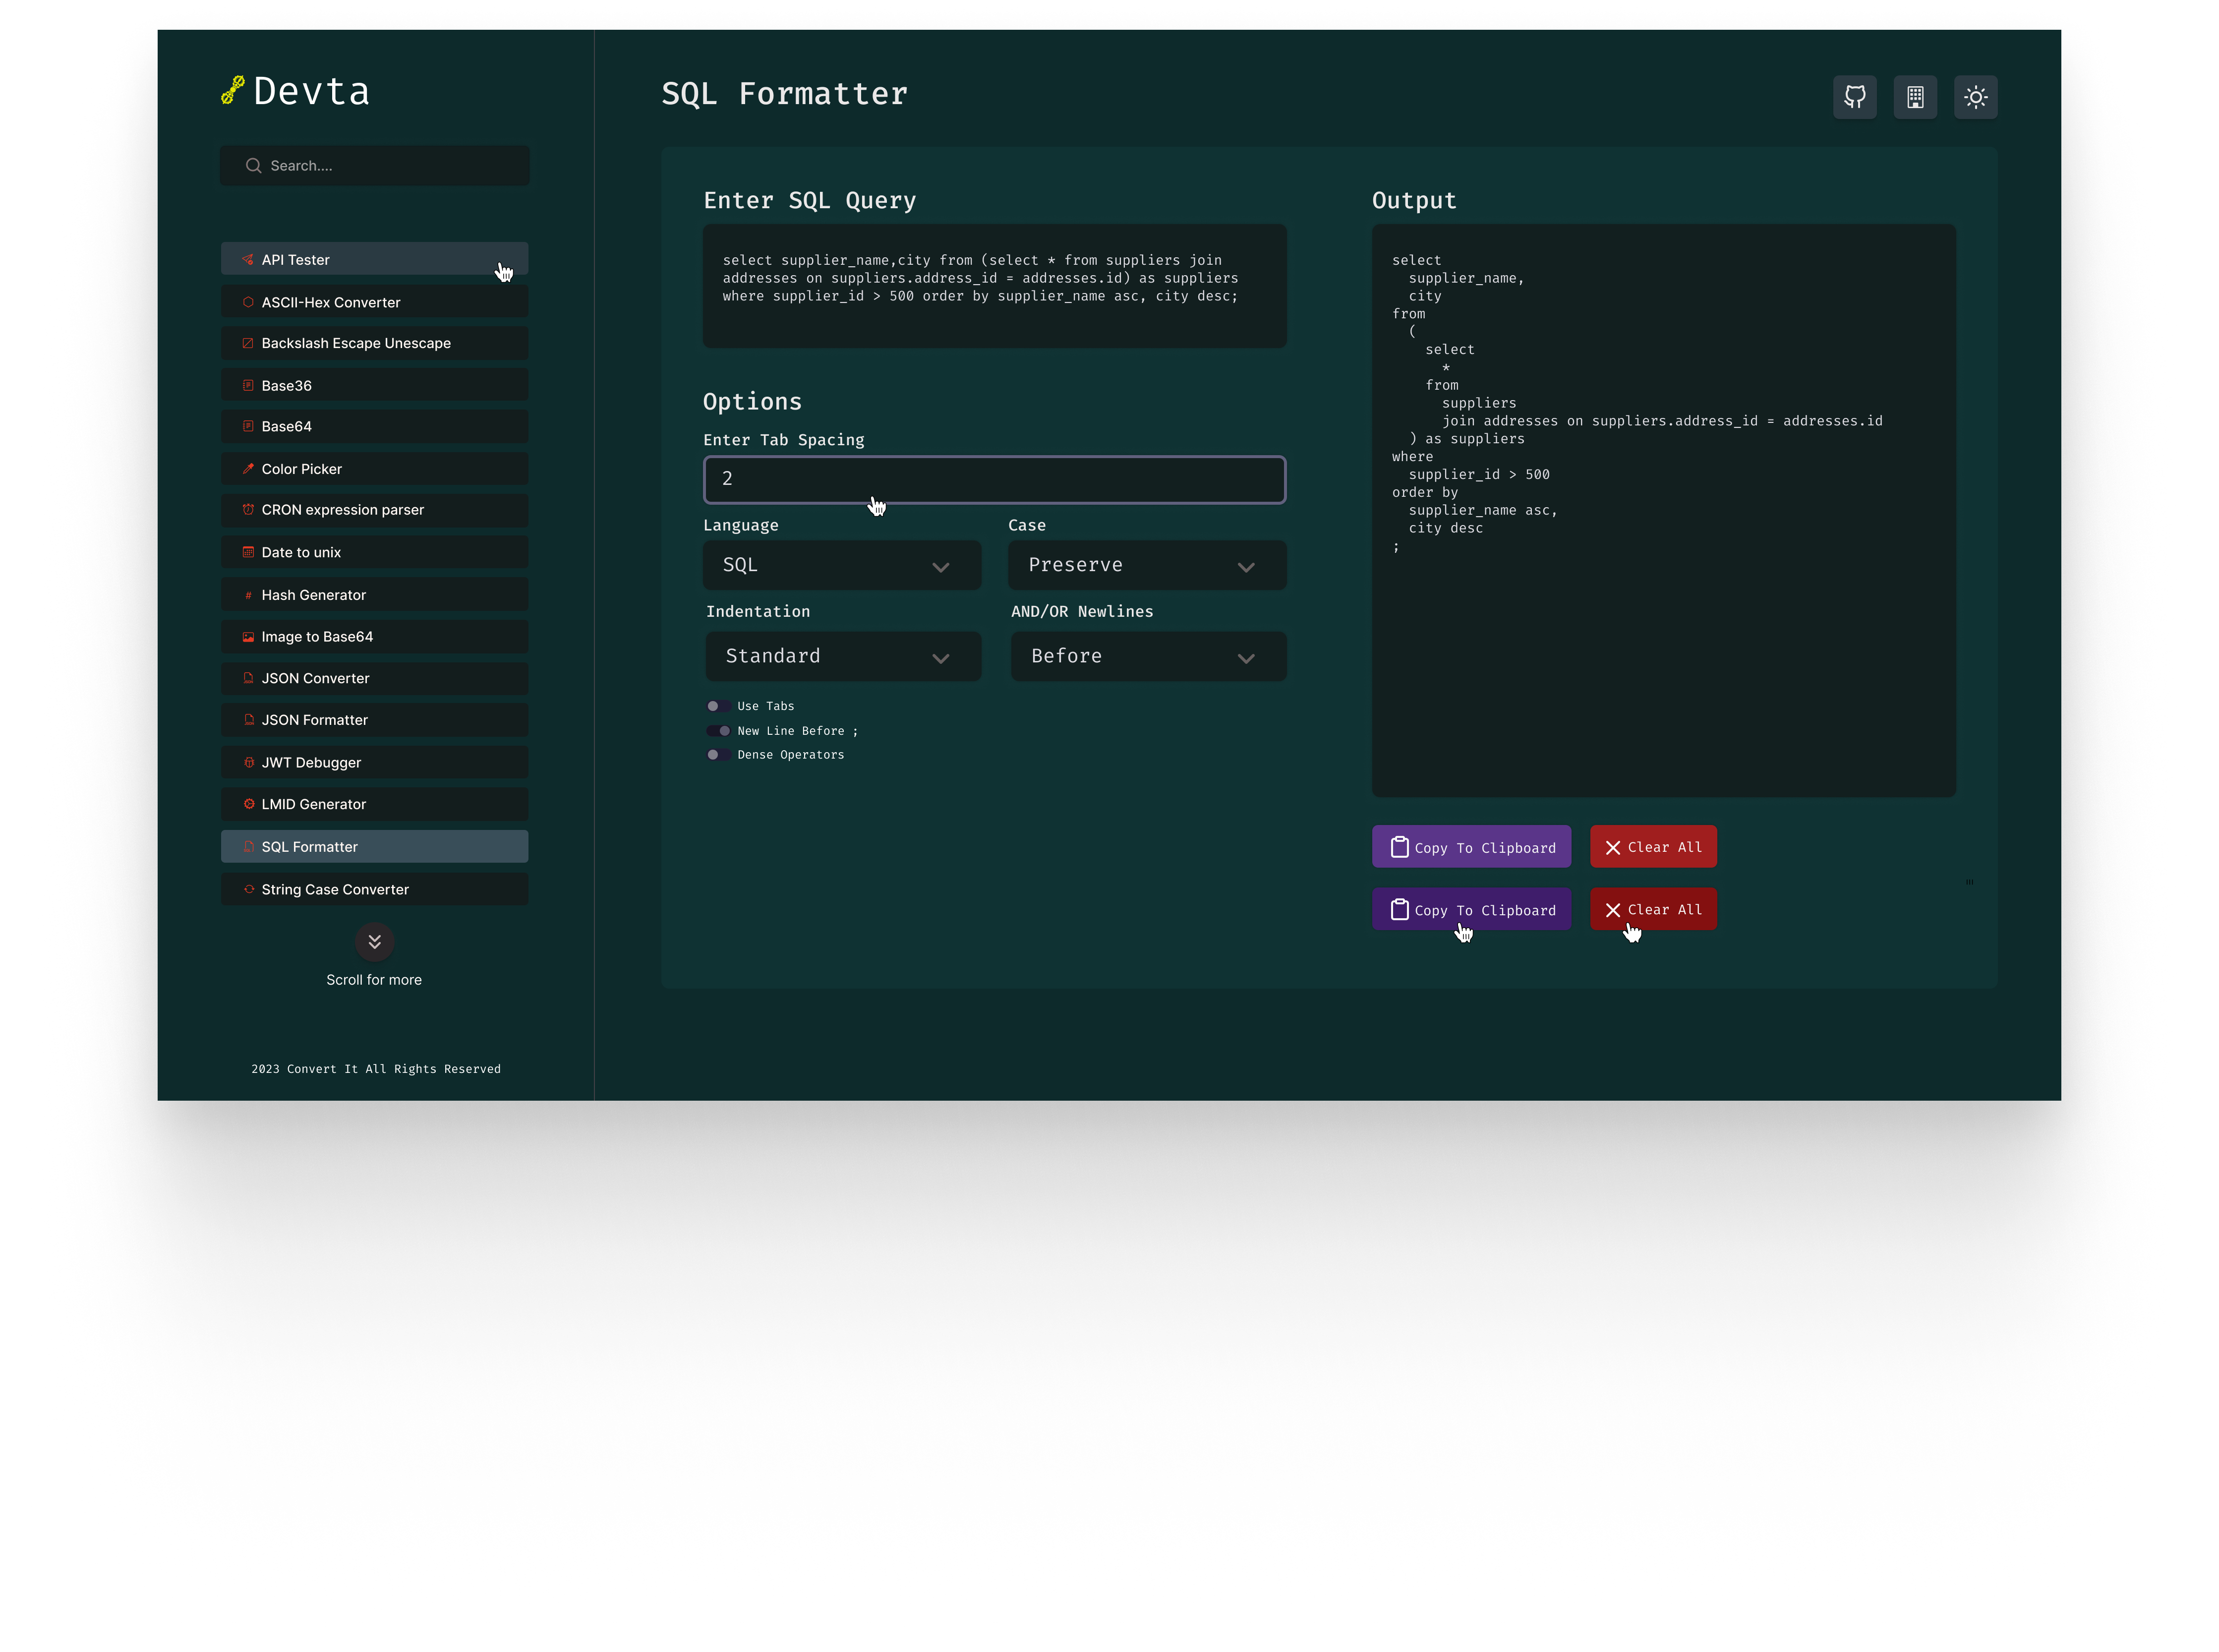 Devta
Search....
API Tester
ASCII-Hex Converter
Backslash Escape Unescape
Base36
Base64
Color Picker
CRON expression parser
Date to unix
Hash Generator
Image to Base64
JSON Converter
JSON Formatter
JWT Debugger
LMID Generator
SQL Formatter
String Case Converter
Scroll for more
2023 Convert It All Rights Reserved
SQL Formatter
Enter SQL Query
select supplier_name,city from (select * from suppliers join
addresses on suppliers.address_id = addresses.id) as suppliers
where supplier_id > 500 order by supplier_name asc, city desc;
Options
Enter Tab Spacing
2
Language
Case
SQL
Preserve
Indentation
AND/OR Newlines
Standard
Before
Use Tabs
New Line Before ;
Dense Operators
Output
select
  supplier_name,
  city
from
  (
    select
      *
    from
      suppliers
      join addresses on suppliers.address_id = addresses.id
  ) as suppliers
where
  supplier_id > 500
order by
  supplier_name asc,
  city desc
;
Copy To Clipboard
Clear All
Copy To Clipboard
Clear All